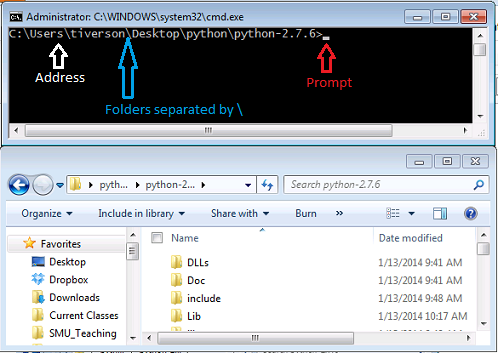 Administrator: C:\WINDOWS\system32\cmd.exe
C:\Users\tiverson\Desktop\python\python-2.7.6>
Address
Prompt
Folders separated by \
pyth... python-2... Search python-2.7.6
Organize Include in library Share with Burn »
Favorites Name Date modified
Desktop DLLs 1/13/2014 9:41 AM
Dropbox Doc 1/13/2014 9:41 AM
Downloads include 1/13/2014 9:48 AM
Current Classes Lib 1/13/2014 10:17 AM
SMU_Teaching